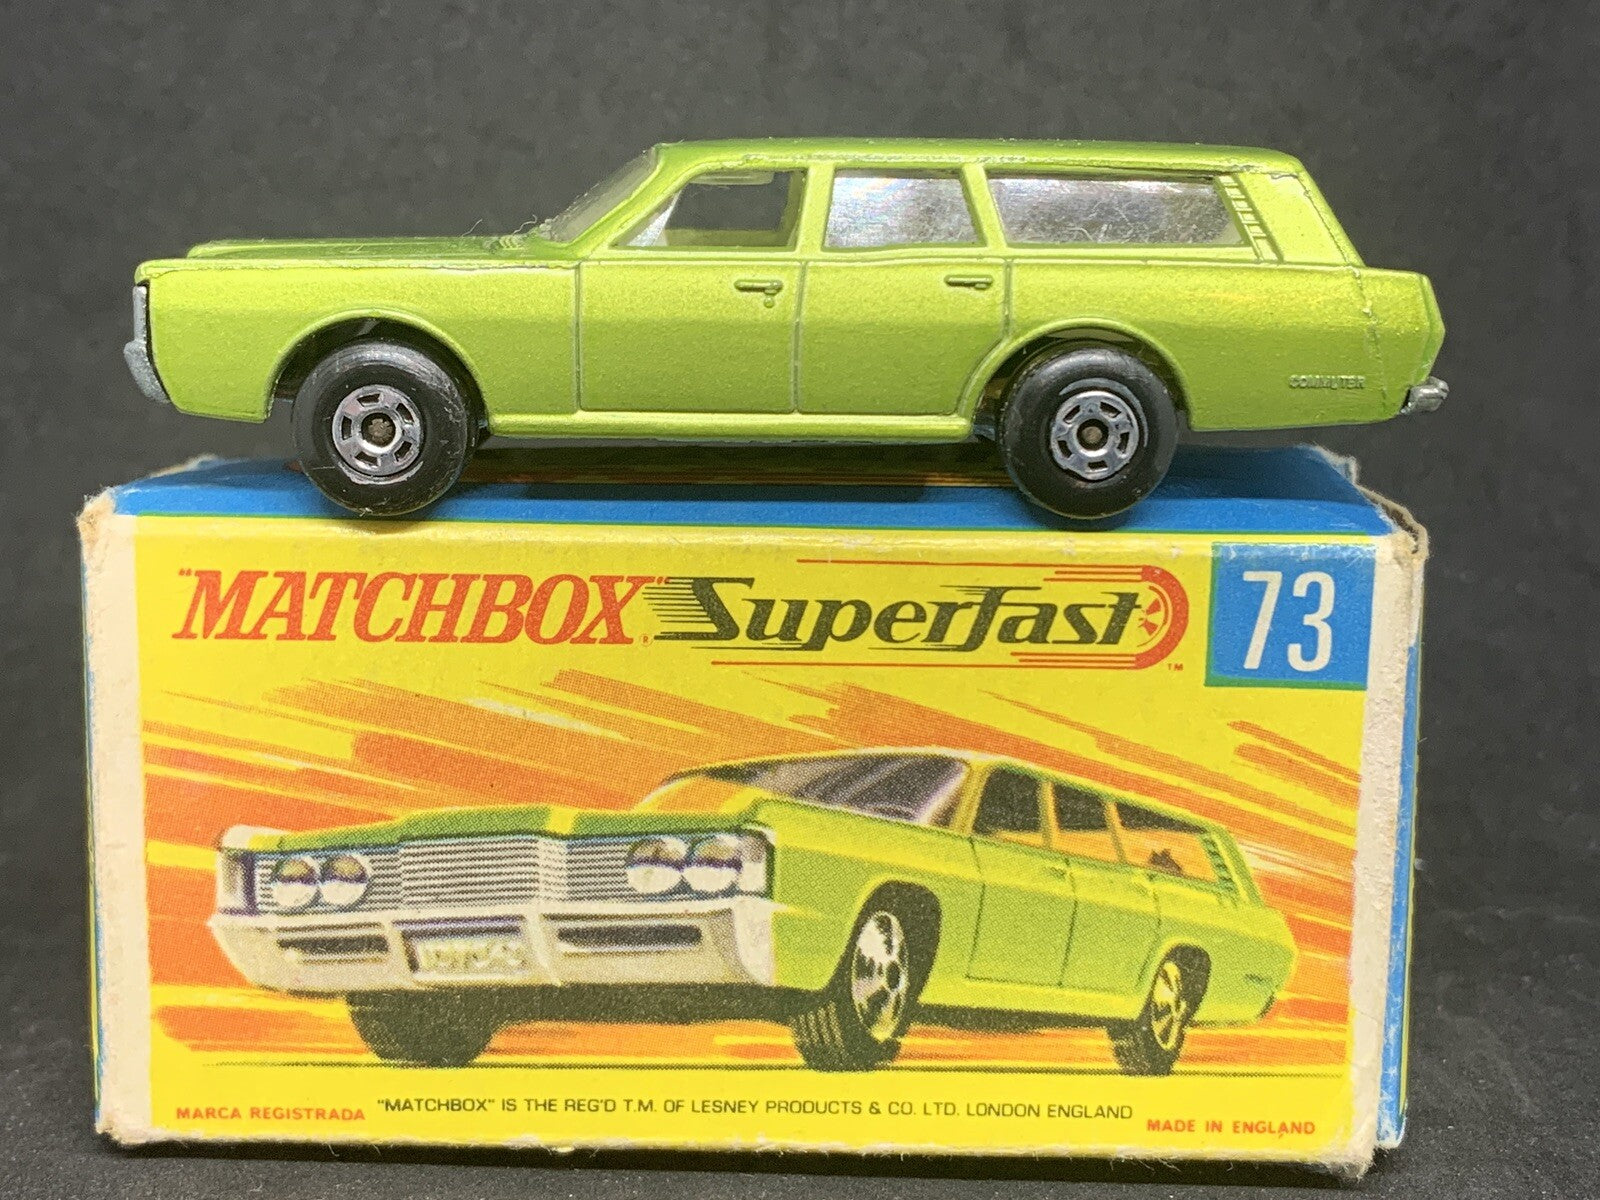 COMMUTER
"MATCHBOX"® Superfast™ 73
MARCA REGISTRADA "MATCHBOX" IS THE REG'D T.M. OF LESNEY PRODUCTS & CO. LTD. LONDON ENGLAND MADE IN ENGLAND